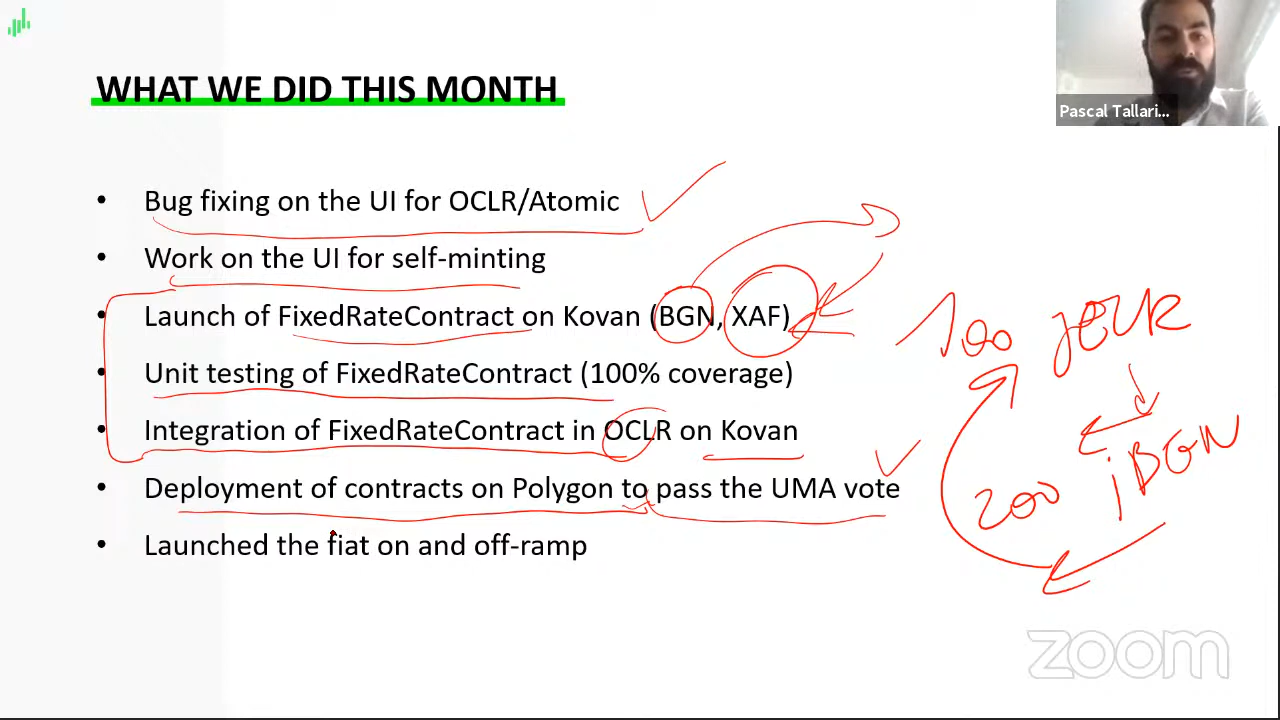 WHAT WE DID THIS MONTH
Pascal Tallari...
• Bug fixing on the UI for OCLR/Atomic
• Work on the UI for self-minting
• Launch of FixedRateContract on Kovan (BGN, XAF)
• Unit testing of FixedRateContract (100% coverage)
• Integration of FixedRateContract in OCLR on Kovan
• Deployment of contracts on Polygon to pass the UMA vote
• Launched the fiat on and off-ramp
100 jEUR
200 jBGN
zoom